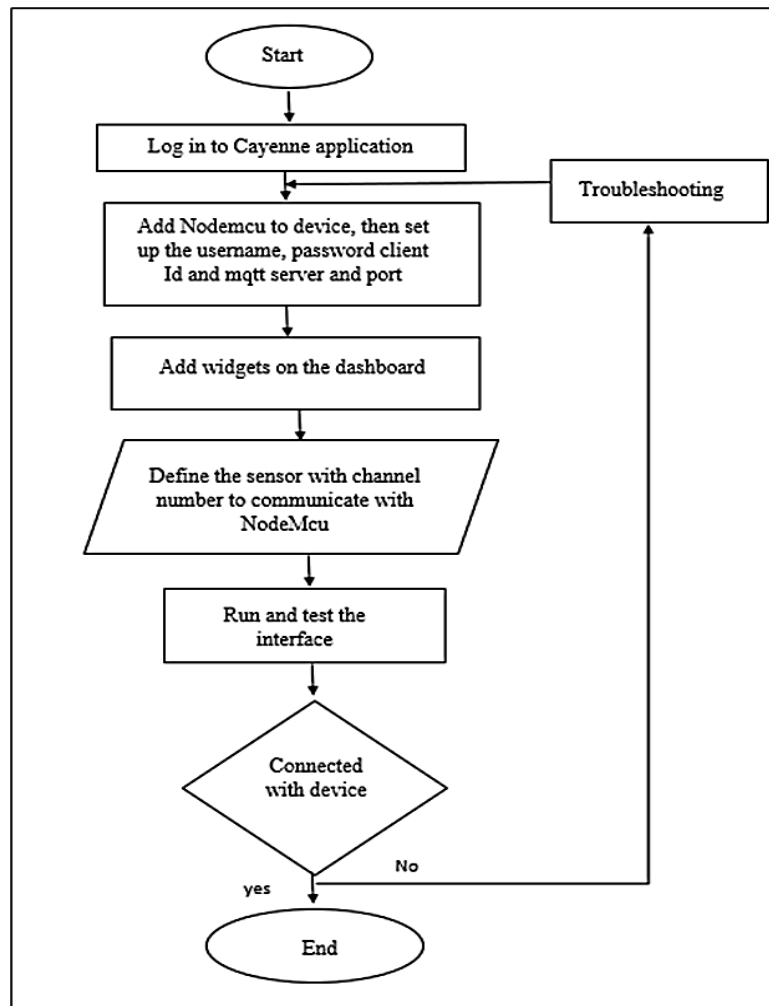 Start
Log in to Cayenne application
Troubleshooting
Add Nodemcu to device, then set
up the username, password client
Id and mqtt server and port
Add widgets on the dashboard
Define the sensor with channel
number to communicate with
NodeMcu
Run and test the
interface
Connected
with device
No
yes
End